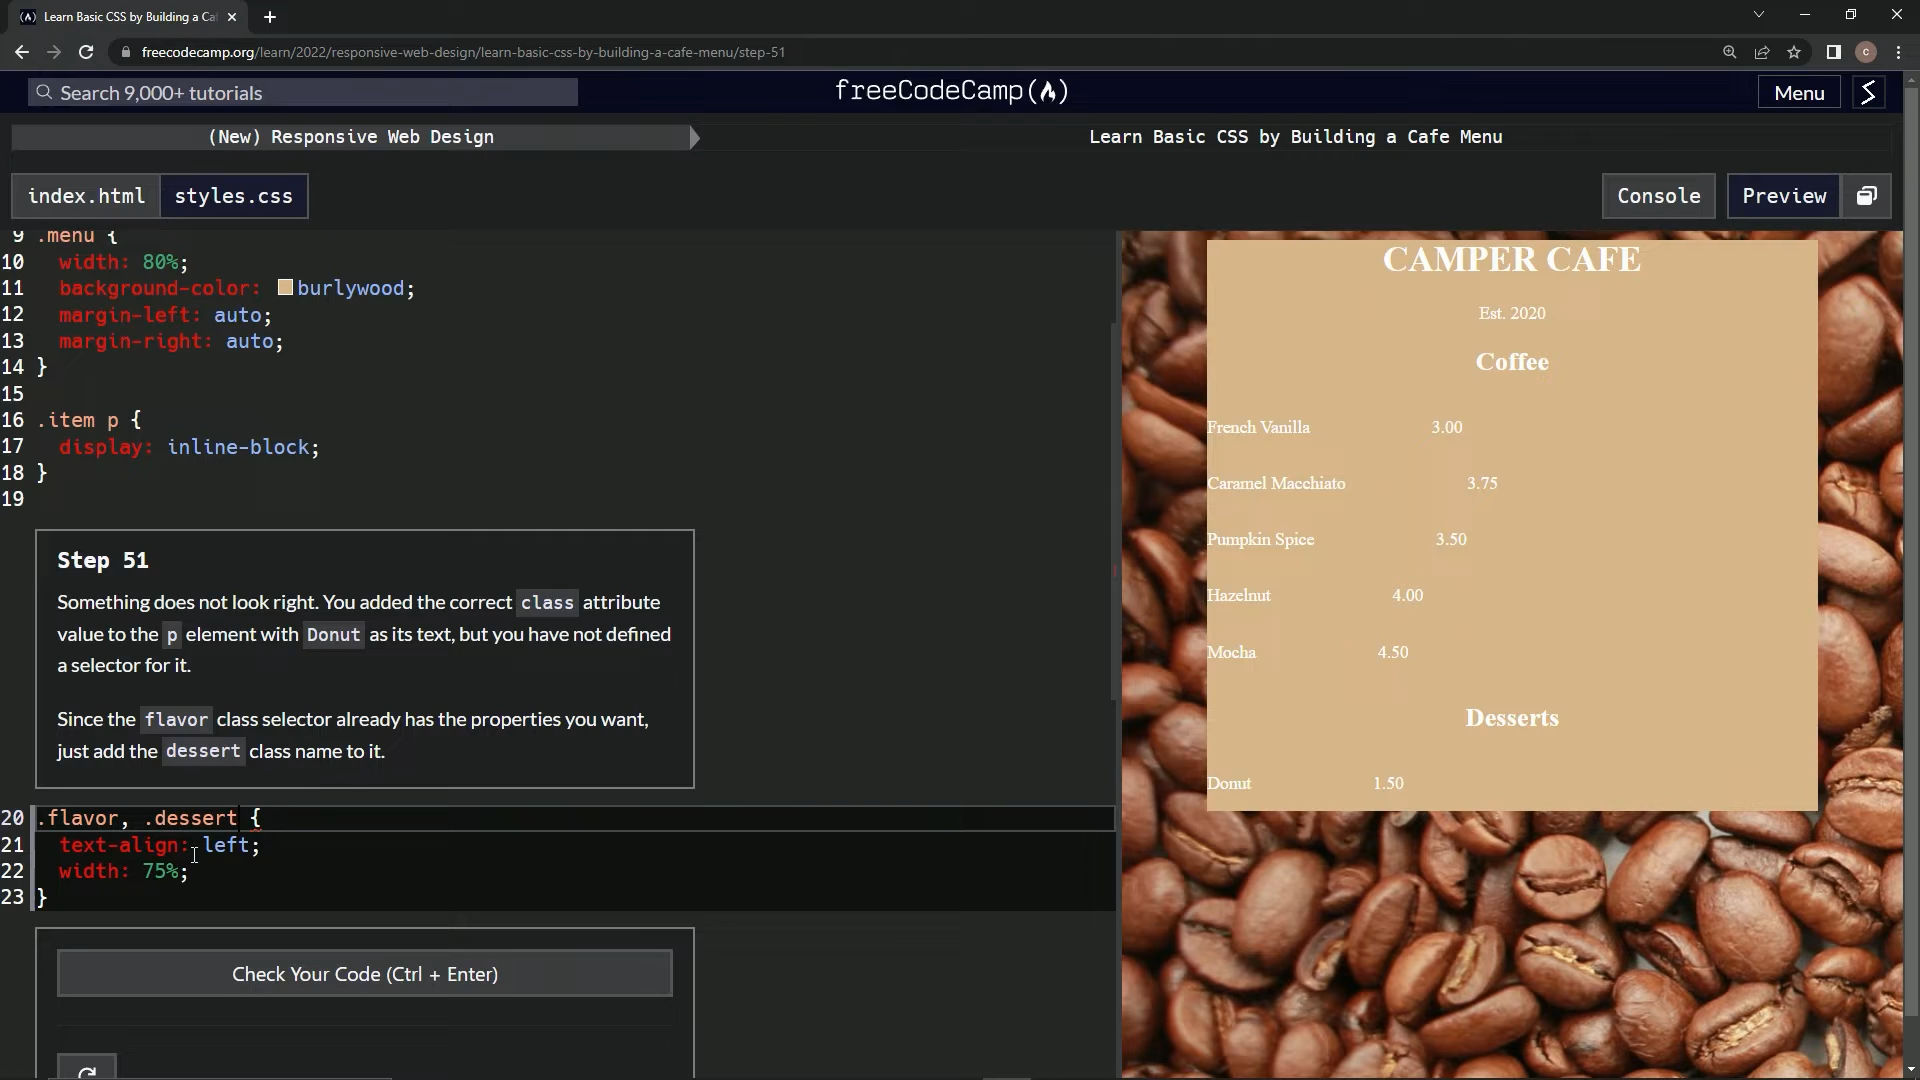 Learn Basic CSS by Building a Ca
freecodecamp.org/learn/2022/responsive-web-design/learn-basic-css-by-building-a-cafe-menu/step-51
C
Search 9,000+ tutorials
freeCodeCamp
Menu
(New) Responsive Web Design
Learn Basic CSS by Building a Cafe Menu
index.html
styles.css
Console
Preview
9 .menu {
10 width: 80%;
11 background-color: burlywood;
12 margin-left: auto;
13 margin-right: auto;
14 }
15
16 .item p {
17 display: inline-block;
18 }
19
Step 51
Something does not look right. You added the correct class attribute
value to the p element with Donut as its text, but you have not defined
a selector for it.
Since the flavor class selector already has the properties you want,
just add the dessert class name to it.
20 .flavor, .dessert {
21 text-align: left;
22 width: 75%;
23 }
Check Your Code (Ctrl + Enter)
CAMPER CAFE
Est. 2020
Coffee
French Vanilla 3.00
Caramel Macchiato 3.75
Pumpkin Spice 3.50
Hazelnut 4.00
Mocha 4.50
Desserts
Donut 1.50